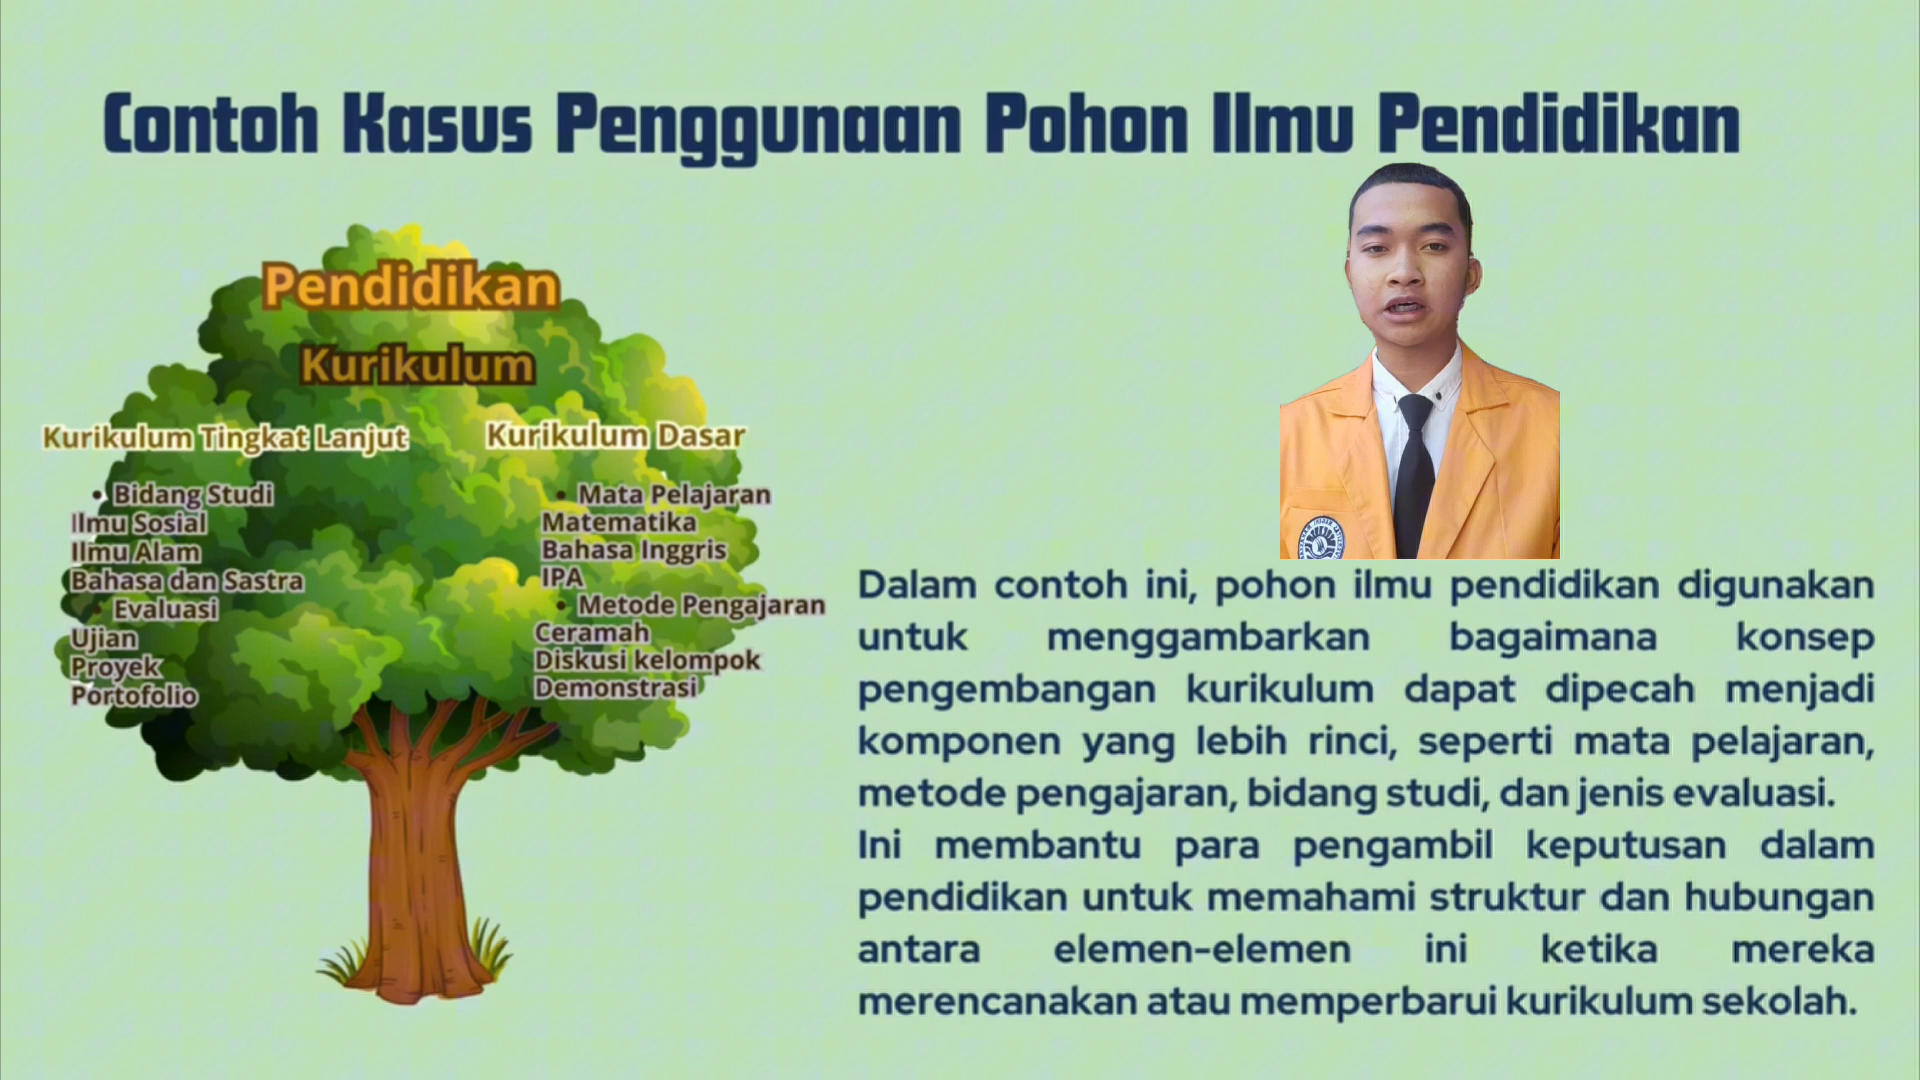 Contoh Kasus Penggunaan Pohon Ilmu Pendidikan
Pendidikan
Kurikulum
Kurikulum Tingkat Lanjut
• Bidang Studi
Ilmu Sosial
Ilmu Alam
Bahasa dan Sastra
• Evaluasi
Ujian
Proyek
Portofolio
Kurikulum Dasar
• Mata Pelajaran
Matematika
Bahasa Inggris
IPA
• Metode Pengajaran
Ceramah
Diskusi kelompok
Demonstrasi
Dalam contoh ini, pohon ilmu pendidikan digunakan
untuk menggambarkan bagaimana konsep
pengembangan kurikulum dapat dipecah menjadi
komponen yang lebih rinci, seperti mata pelajaran,
metode pengajaran, bidang studi, dan jenis evaluasi.
Ini membantu para pengambil keputusan dalam
pendidikan untuk memahami struktur dan hubungan
antara elemen-elemen ini ketika mereka
merencanakan atau memperbarui kurikulum sekolah.